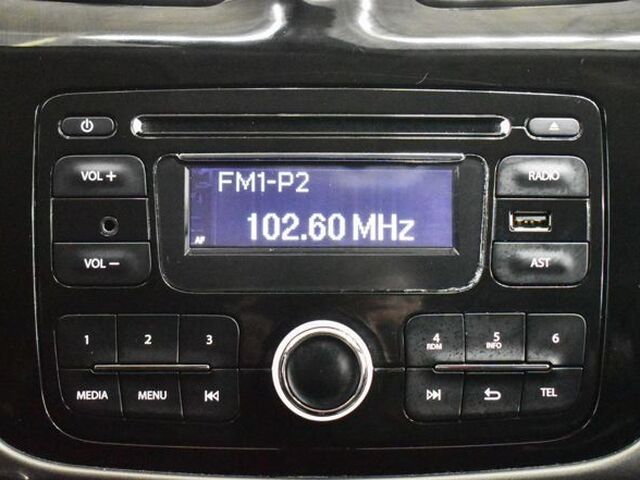 VOL +
FM1-P2
RADIO
102.60 MHz
AF
VOL −
AST
1 2 3 4 RDM 5 INFO 6
MEDIA MENU TEL